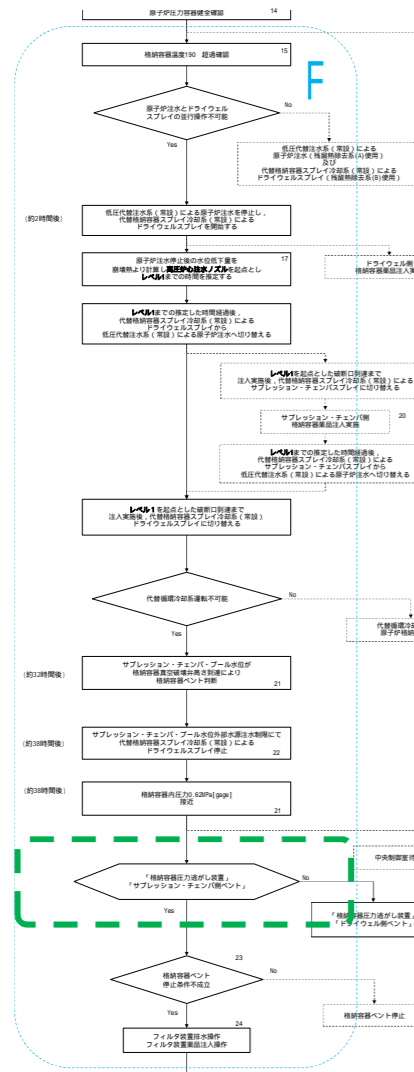 原子炉圧力容器健全確認
14
格納容器温度190 超過確認
15
F
原子炉注水とドライウェル
スプレイの並行操作不可能
No
Yes
低圧代替注水系(常設)による
原子炉注水(残留熱除去系(A)使用)
及び
代替格納容器スプレイ冷却系(常設)による
ドライウェルスプレイ(残留熱除去系(B)使用)
(約2時間後)
低圧代替注水系(常設)による原子炉注水を停止し,
代替格納容器スプレイ冷却系(常設)による
ドライウェルスプレイを開始する
17
原子炉注水停止後の水位低下量を
崩壊熱より計算し高圧炉心注水ノズルを起点とし
レベル1までの時間を推定する
ドライウェル側
格納容器薬品注入実
レベル1までの推定した時間経過後,
代替格納容器スプレイ冷却系(常設)による
ドライウェルスプレイから
低圧代替注水系(常設)による原子炉注水へ切り替える
レベル1を起点とした破断口到達まで
注入実施後,代替格納容器スプレイ冷却系(常設)による
サプレッション・チェンバスプレイに切り替える
サプレッション・チェンバ側
格納容器薬品注入実施
20
レベル1までの推定した時間経過後,
代替格納容器スプレイ冷却系(常設)による
サプレッション・チェンバスプレイから
低圧代替注水系(常設)による原子炉注水へ切り替える
レベル1を起点とした破断口到達まで
注入実施後,代替格納容器スプレイ冷却系(常設)
ドライウェルスプレイに切り替える
代替循環冷却系運転不可能
No
Yes
代替循環冷却
原子炉格納
(約32時間後)
サプレッション・チェンバ・プール水位が
格納容器真空破壊弁高さ到達により
格納容器ベント判断
21
(約38時間後)
サプレッション・チェンバ・プール水位外部水源注水制限にて
代替格納容器スプレイ冷却系(常設)による
ドライウェルスプレイ停止
22
(約38時間後)
格納容器内圧力0.62MPa[gage]
接近
21
中央制御室待
「格納容器圧力逃がし装置」
「サプレッション・チェンバ側ベント」
No
Yes
「格納容器圧力逃がし装置」
「ドライウェル側ベント」
23
格納容器ベント
停止条件不成立
No
Yes
格納容器ベント停止
24
フィルタ装置排水操作
フィルタ装置薬品注入操作